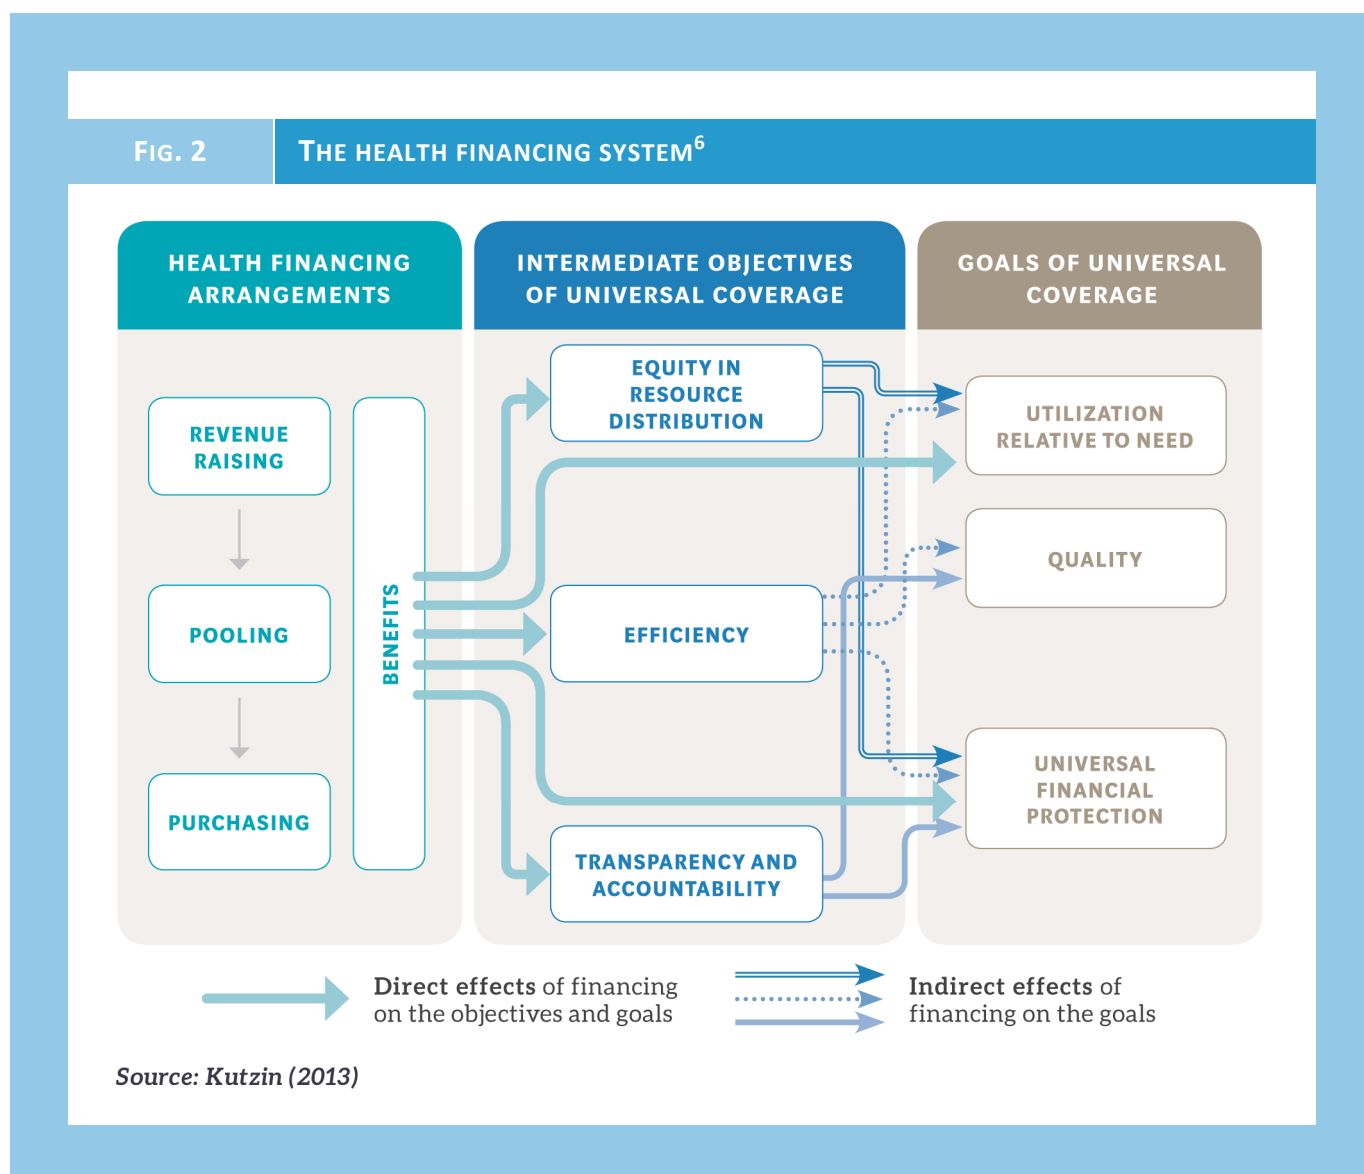 FIG. 2
THE HEALTH FINANCING SYSTEM6
HEALTH FINANCING
ARRANGEMENTS
REVENUE
RAISING
POOLING
PURCHASING
BENEFITS
INTERMEDIATE OBJECTIVES
OF UNIVERSAL COVERAGE
EQUITY IN
RESOURCE
DISTRIBUTION
EFFICIENCY
TRANSPARENCY AND
ACCOUNTABILITY
GOALS OF UNIVERSAL
COVERAGE
UTILIZATION
RELATIVE TO NEED
QUALITY
UNIVERSAL
FINANCIAL
PROTECTION
Direct effects of financing
on the objectives and goals
Indirect effects of
financing on the goals
Source: Kutzin (2013)